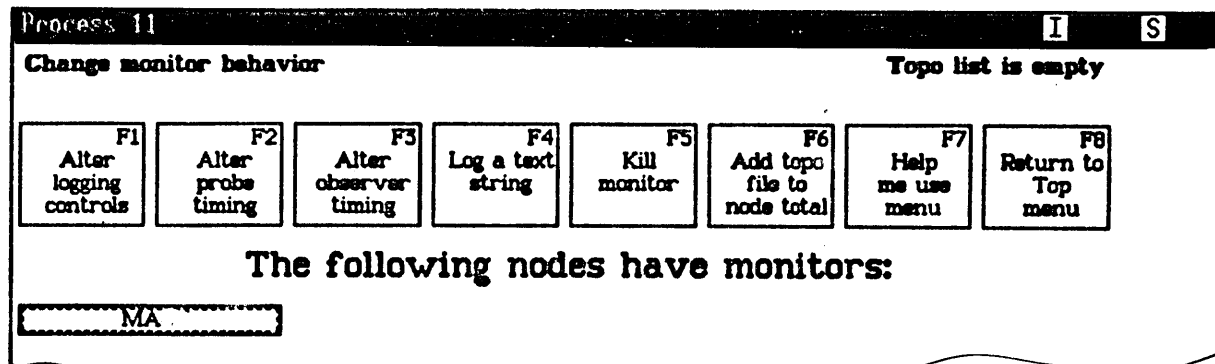 Process 11
I S
Change monitor behavior
Topo list is empty
F1
Alter
logging
controls
F2
Alter
probe
timing
F3
Alter
observer
timing
F4
Log a text
string
F5
Kill
monitor
F6
Add topo
file to
node total
F7
Help
me use
menu
F8
Return to
Top
menu
The following nodes have monitors:
MA